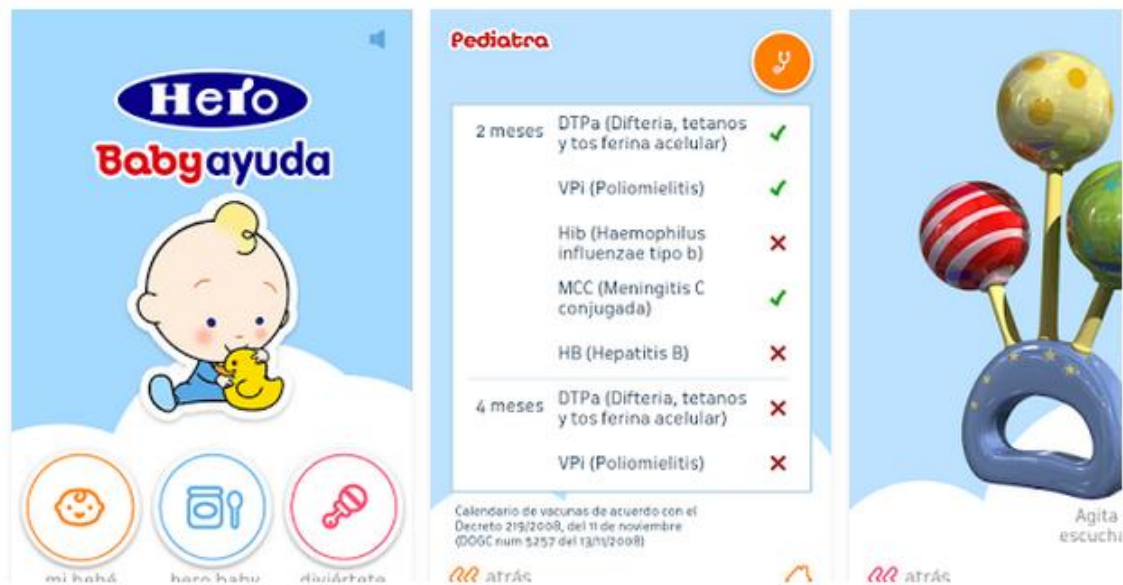 Hero
Babyayuda
mi bebé
hero baby
diviértete
Pediatra
2 meses
DTPa (Difteria, tetanos
y tos ferina acelular)
VPi (Poliomielitis)
Hib (Haemophilus
influenzae tipo b)
MCC (Meningitis C
conjugada)
HB (Hepatitis B)
4 meses
DTPa (Difteria, tetanos
y tos ferina acelular)
VPi (Poliomielitis)
Calendario de vacunas de acuerdo con el
Decreto 219/2008, del 11 de noviembre
(DOGC num 5257 del 13/11/2008)
atrás
Agita
escucha
atrás